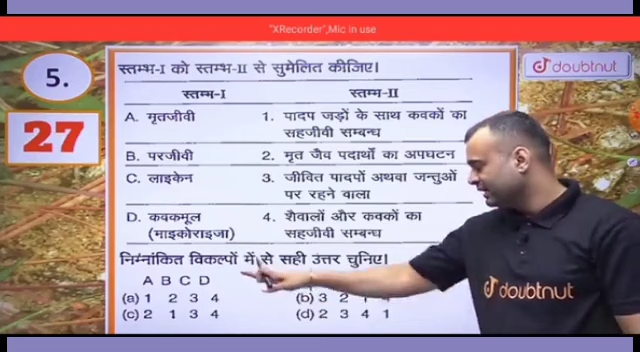 "XRecorder",Mic in use
5.
27
doubtnut
स्तम्भ-I को स्तम्भ-II से सुमेलित कीजिए।
स्तम्भ-I स्तम्भ-II
A. मृतजीवी 1. पादप जड़ों के साथ कवकों का
सहजीवी सम्बन्ध
B. परजीवी 2. मृत जैव पदार्थों का अपघटन
C. लाइकेन 3. जीवित पादपों अथवा जन्तुओं
पर रहने वाला
D. कवकमूल 4. शैवालों और कवकों का
(माइकोराइजा) सहजीवी सम्बन्ध
निम्नांकित विकल्पों में से सही उत्तर चुनिए।
A B C D
(a) 1 2 3 4 (b) 3 2 1 4
(c) 2 1 3 4 (d) 2 3 4 1
doubtnut